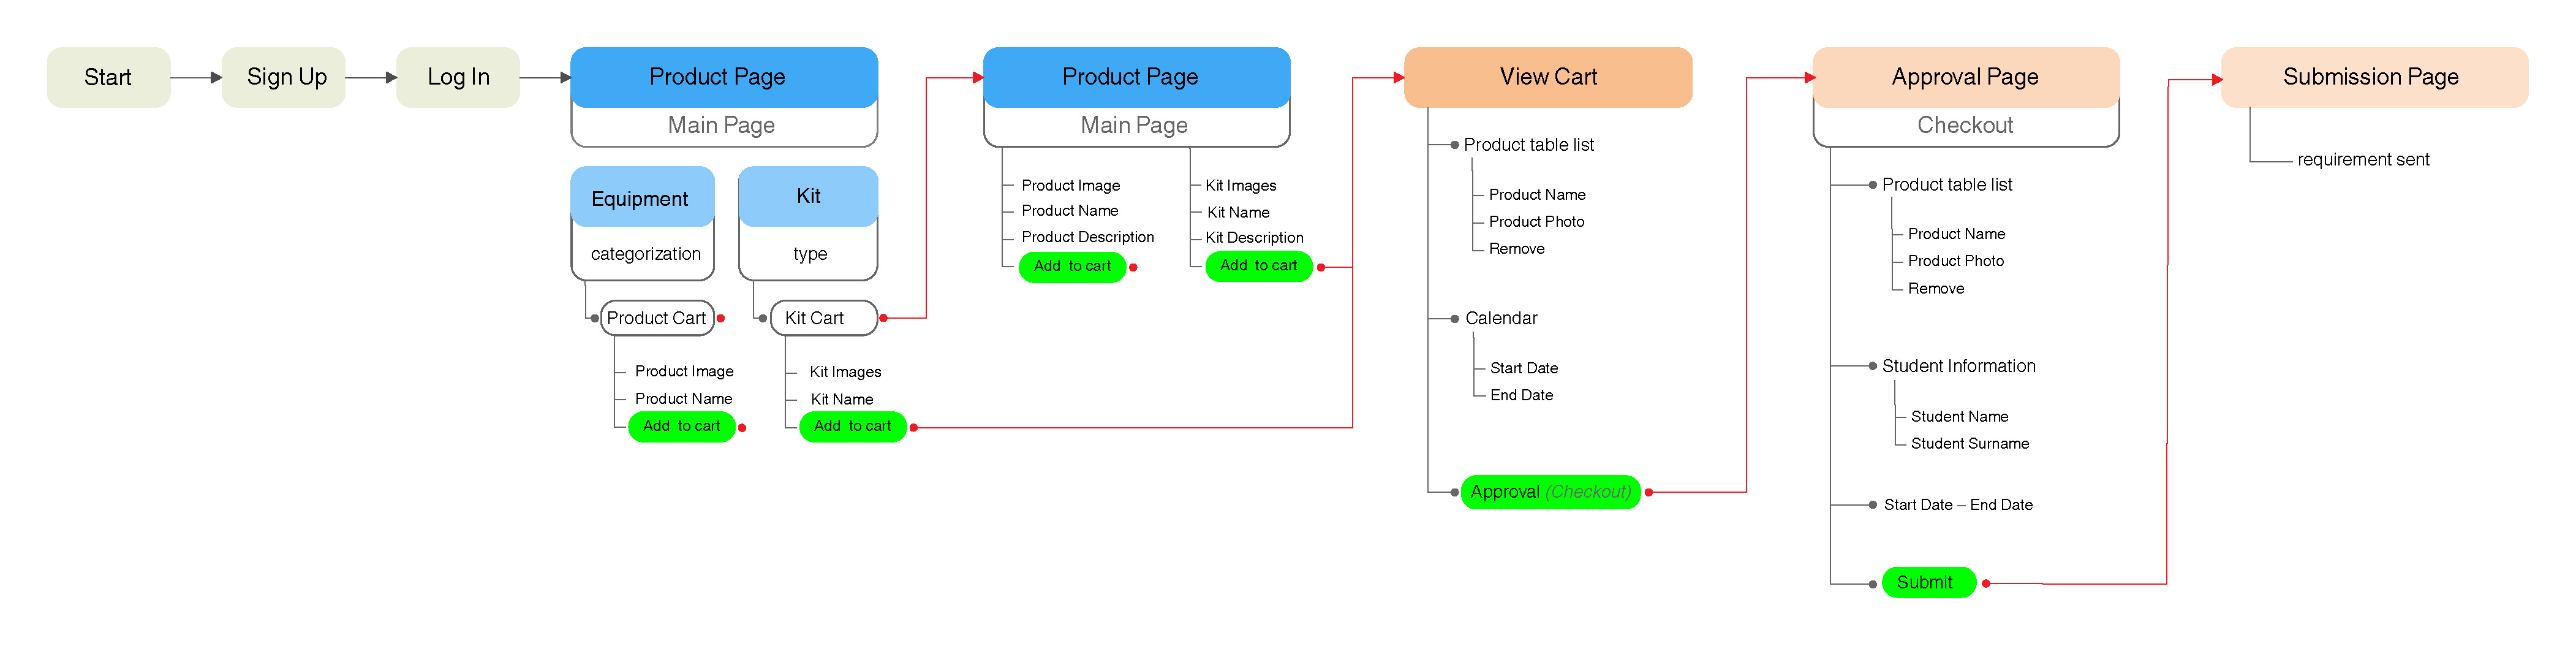 Start
Sign Up
Log In
Product Page
Main Page
Equipment
categorization
Product Cart
Product Image
Product Name
Add to cart
Kit
type
Kit Cart
Kit Images
Kit Name
Add to cart
Product Page
Main Page
Product Image
Product Name
Product Description
Add to cart
Kit Images
Kit Name
Kit Description
Add to cart
View Cart
Product table list
Product Name
Product Photo
Remove
Calendar
Start Date
End Date
Approval (Checkout)
Approval Page
Checkout
Product table list
Product Name
Product Photo
Remove
Student Information
Student Name
Student Surname
Start Date – End Date
Submit
Submission Page
requirement sent